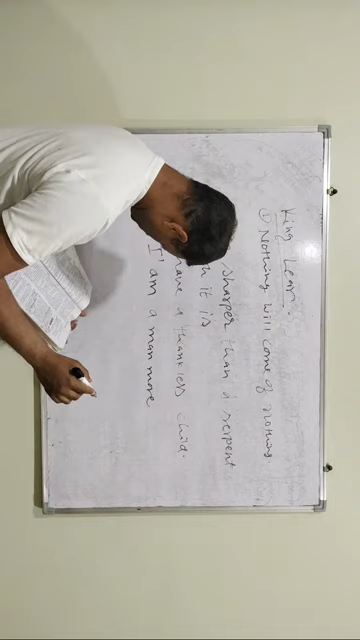 King Lear.
① Nothing will come of nothing.
sharper than a serpent
it is
have a thankless child.
I am a man more